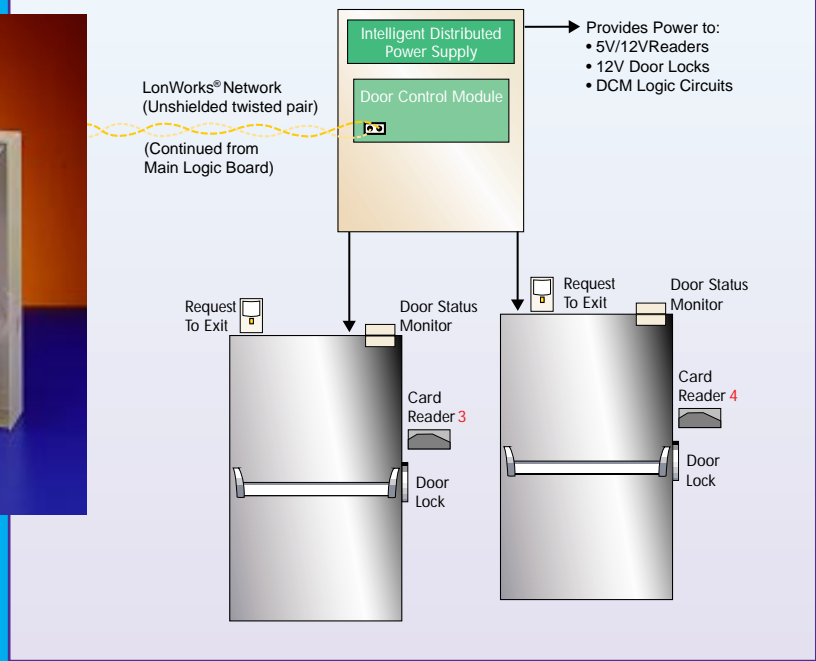 Intelligent Distributed
Power Supply
Provides Power to:
• 5V/12VReaders
• 12V Door Locks
• DCM Logic Circuits
LonWorks® Network
(Unshielded twisted pair)
Door Control Module
(Continued from
Main Logic Board)
Request
To Exit
Door Status
Monitor
Card
Reader 3
Door
Lock
Request
To Exit
Door Status
Monitor
Card
Reader 4
Door
Lock